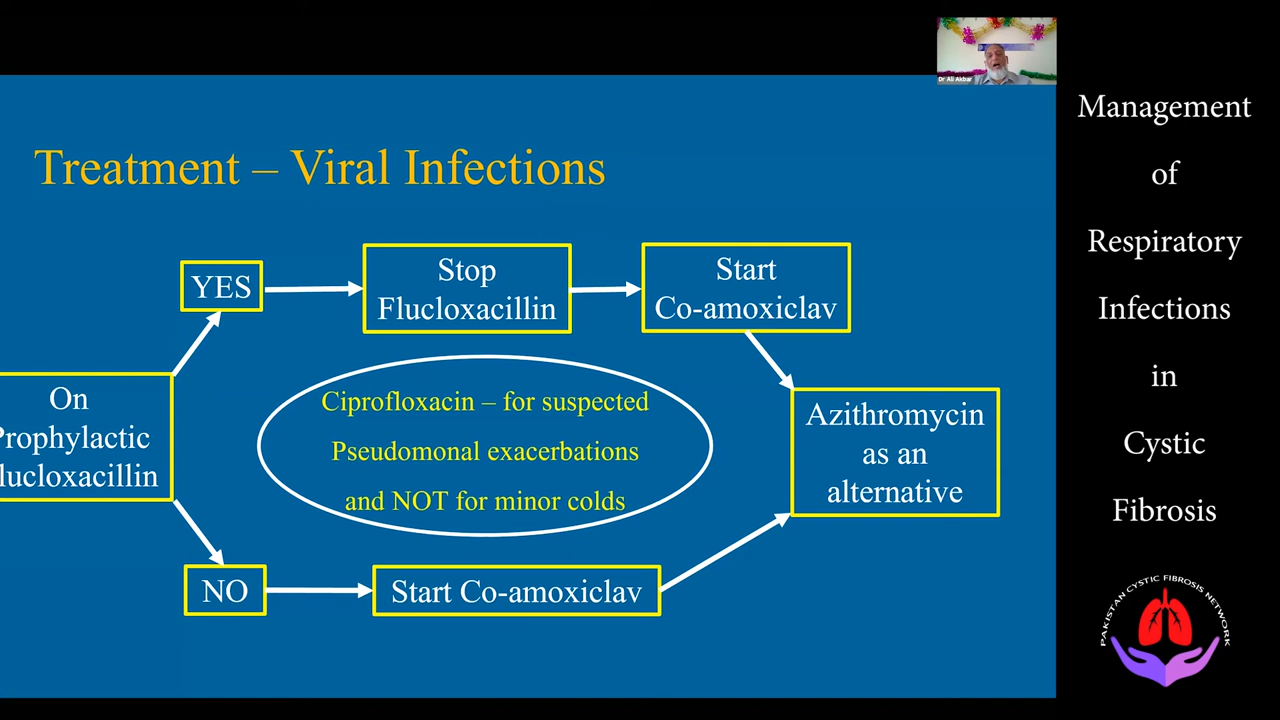 Dr Ali Akbar
Management
of
Respiratory
Infections
in
Cystic
Fibrosis
Treatment – Viral Infections
YES
Stop
Flucloxacillin
Start
Co-amoxiclav
On
Prophylactic
lucloxacillin
Ciprofloxacin – for suspected
Pseudomonal exacerbations
and NOT for minor colds
Azithromycin
as an
alternative
NO
Start Co-amoxiclav
PAKISTAN CYSTIC FIBROSIS NETWORK